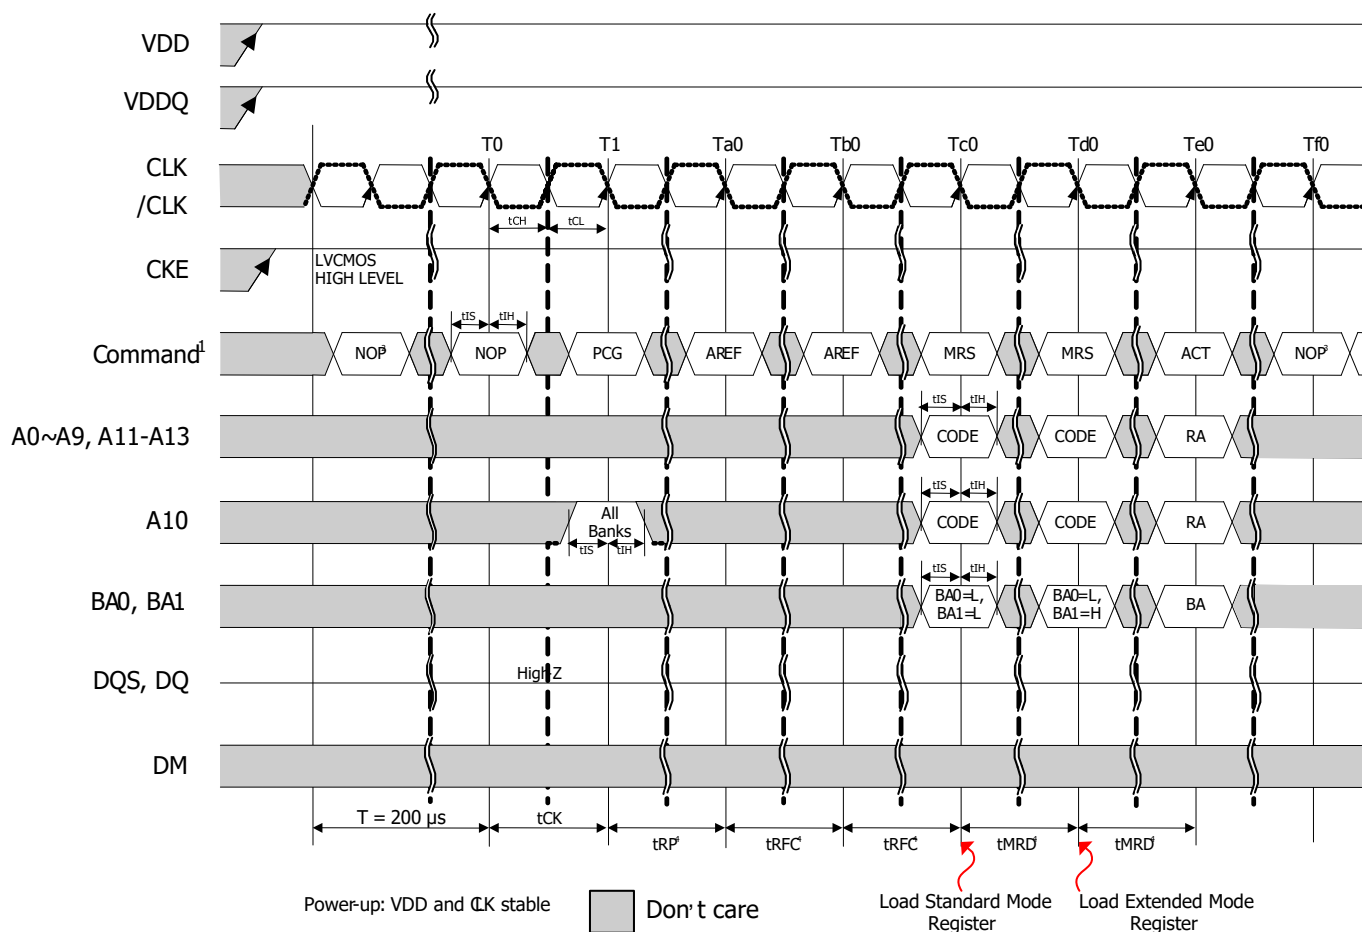 VDD
VDDQ
T0 T1 Ta0 Tb0 Tc0 Td0 Te0 Tf0
CLK
/CLK
tCH tCL
CKE
LVCMOS
HIGH LEVEL
tIS tIH
Command1 NOP3 NOP PCG AREF AREF MRS MRS ACT NOP3
tIS tIH
A0~A9, A11-A13 CODE CODE RA
tIS tIH
A10 All
Banks CODE CODE RA
tIS tIH
tIS tIH
BA0, BA1 BA0=L,
BA1=L BA0=L,
BA1=H BA
High-Z
DQS, DQ
DM
T = 200 µs tCK
tRP4 tRFC4 tRFC4 tMRD4 tMRD4
Power-up: VDD and CLK stable
Don't care
Load Standard Mode
Register
Load Extended Mode
Register